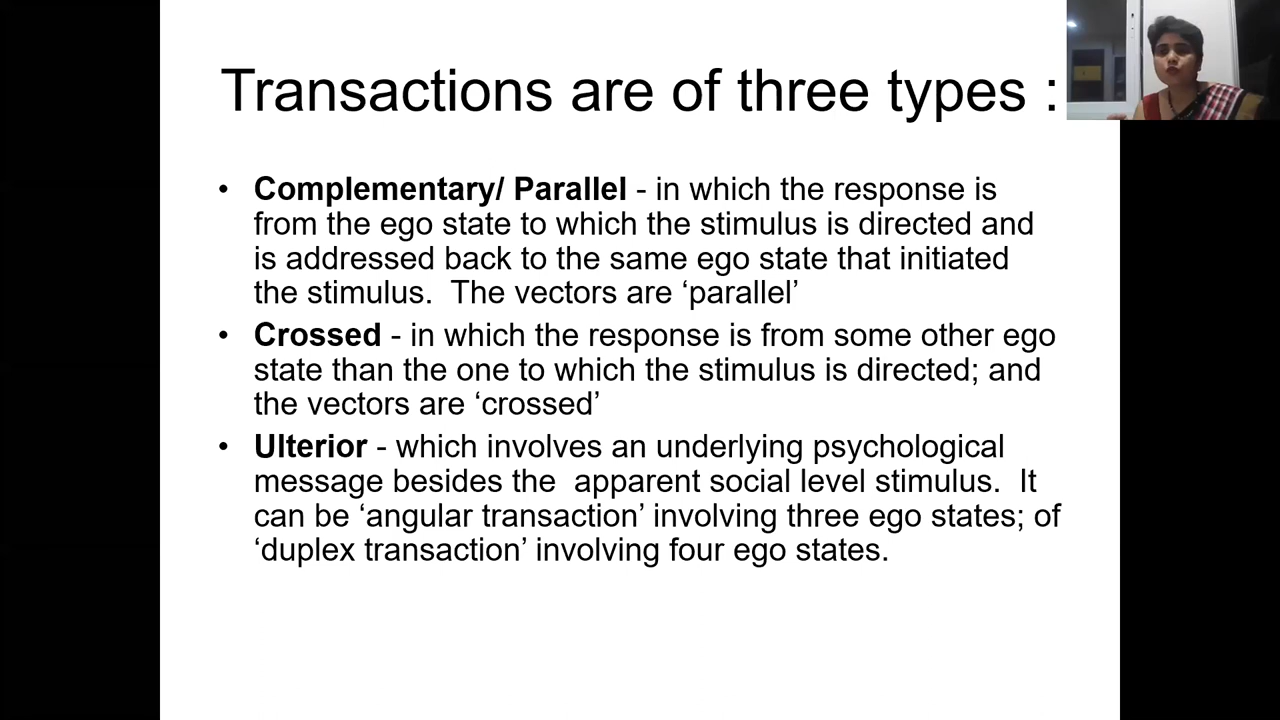 Transactions are of three types :
• Complementary/ Parallel - in which the response is
from the ego state to which the stimulus is directed and
is addressed back to the same ego state that initiated
the stimulus.  The vectors are ‘parallel’
• Crossed - in which the response is from some other ego
state than the one to which the stimulus is directed; and
the vectors are ‘crossed’
• Ulterior - which involves an underlying psychological
message besides the  apparent social level stimulus.  It
can be ‘angular transaction’ involving three ego states; of
‘duplex transaction’ involving four ego states.